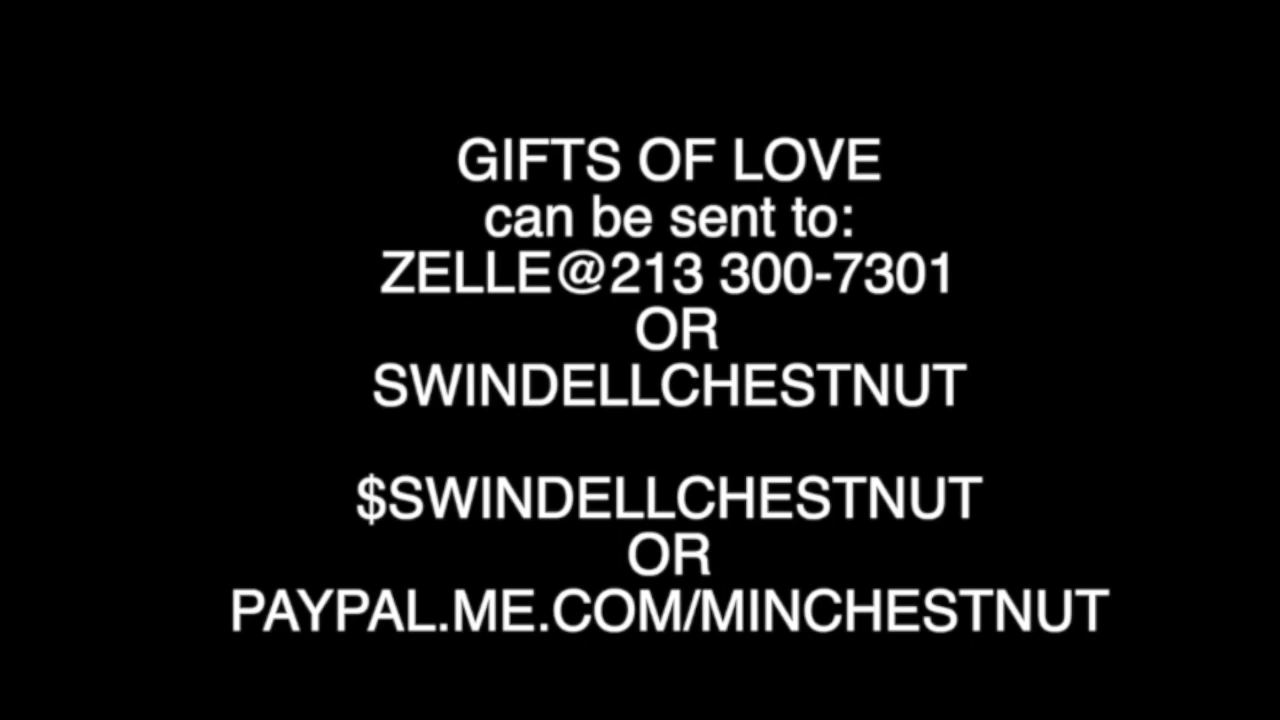 GIFTS OF LOVE
can be sent to:
ZELLE@213 300-7301
OR
SWINDELLCHESTNUT
$SWINDELLCHESTNUT
OR
PAYPAL.ME.COM/MINCHESTNUT